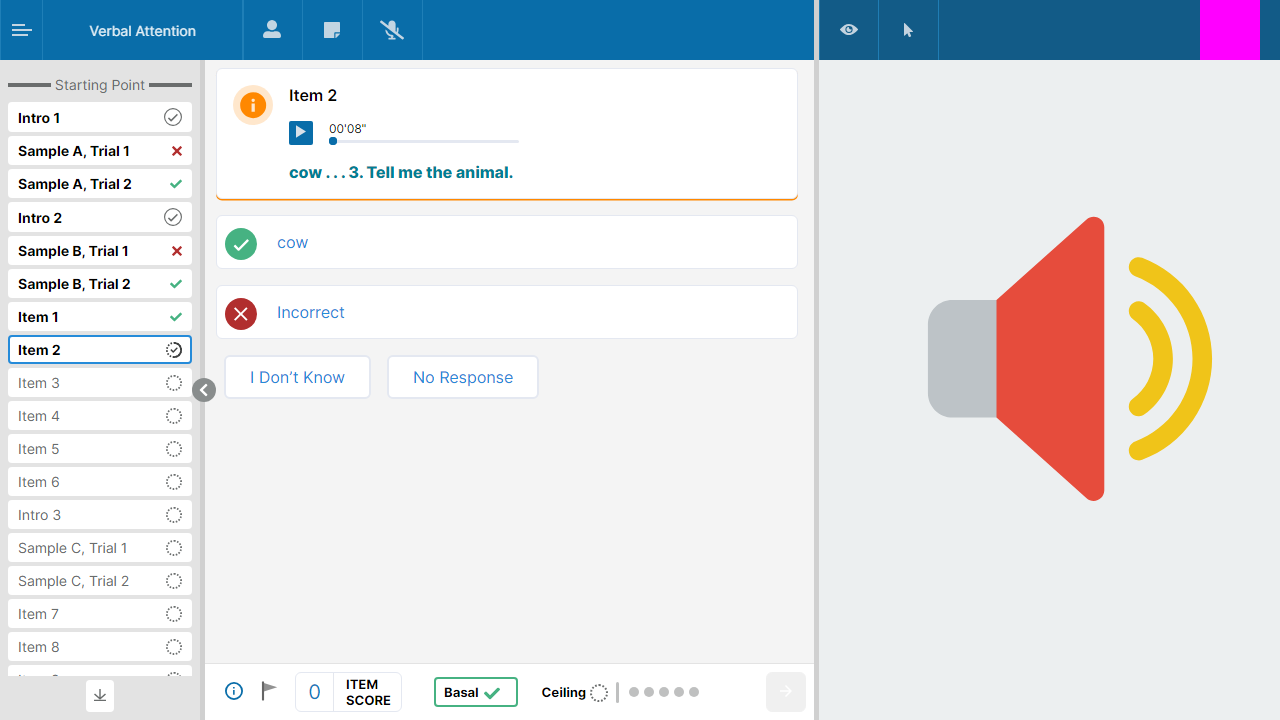 Verbal Attention
Starting Point
Intro 1
Sample A, Trial 1
Sample A, Trial 2
Intro 2
Sample B, Trial 1
Sample B, Trial 2
Item 1
Item 2
Item 3
Item 4
Item 5
Item 6
Intro 3
Sample C, Trial 1
Sample C, Trial 2
Item 7
Item 8
Item 2
00'08"
cow . . . 3. Tell me the animal.
cow
Incorrect
I Don’t Know
No Response
0
ITEM
SCORE
Basal
Ceiling